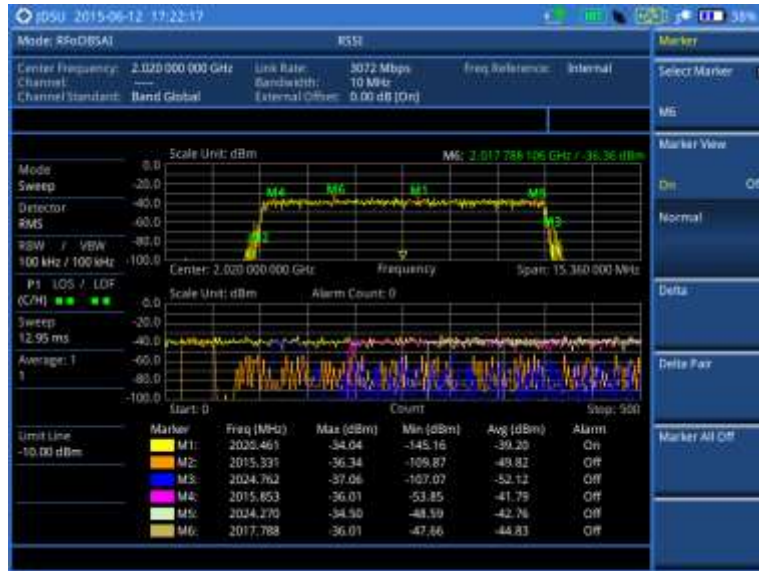 JDSU 2015-06-12 17:22:17
38%
Mode: RFoOBSAI RSSI
Center Frequency: 2.020 000 000 GHz Link Rate: 3072 Mbps Freq Reference: Internal
Channel: ---- Bandwidth: 10 MHz
Channel Standard: Band Global External Offset: 0.00 dB [On]
Marker
Select Marker
M6
Marker View
On Of
Normal
Delta
Delta Pair
Marker All Off
Mode
Sweep
Detector
RMS
RBW / VBW
100 kHz / 100 kHz
P1 LOS / LOF
(C/H)
Sweep
12.95 ms
Average: 1
1
Limit Line
-10.00 dBm
Scale Unit: dBm M6: 2.017 788 106 GHz / -36.36 dBm
0.0
-20.0
-40.0
-60.0
-80.0
-100.0
M4 M6 M1 M5
M2 M3
Center: 2.020 000 000 GHz Frequency Span: 15.360 000 MHz
Scale Unit: dBm Alarm Count: 0
0.0
-20.0
-40.0
-60.0
-80.0
-100.0
Start: 0 Count Stop: 500
Marker Freq (MHz) Max (dBm) Min (dBm) Avg (dBm) Alarm
M1: 2020.461 -34.04 -145.16 -39.20 On
M2: 2015.331 -36.34 -109.87 -49.82 Off
M3: 2024.762 -37.06 -107.07 -52.12 Off
M4: 2015.853 -36.01 -53.85 -41.79 Off
M5: 2024.270 -34.50 -48.59 -42.76 Off
M6: 2017.788 -36.01 -47.66 -44.83 Off